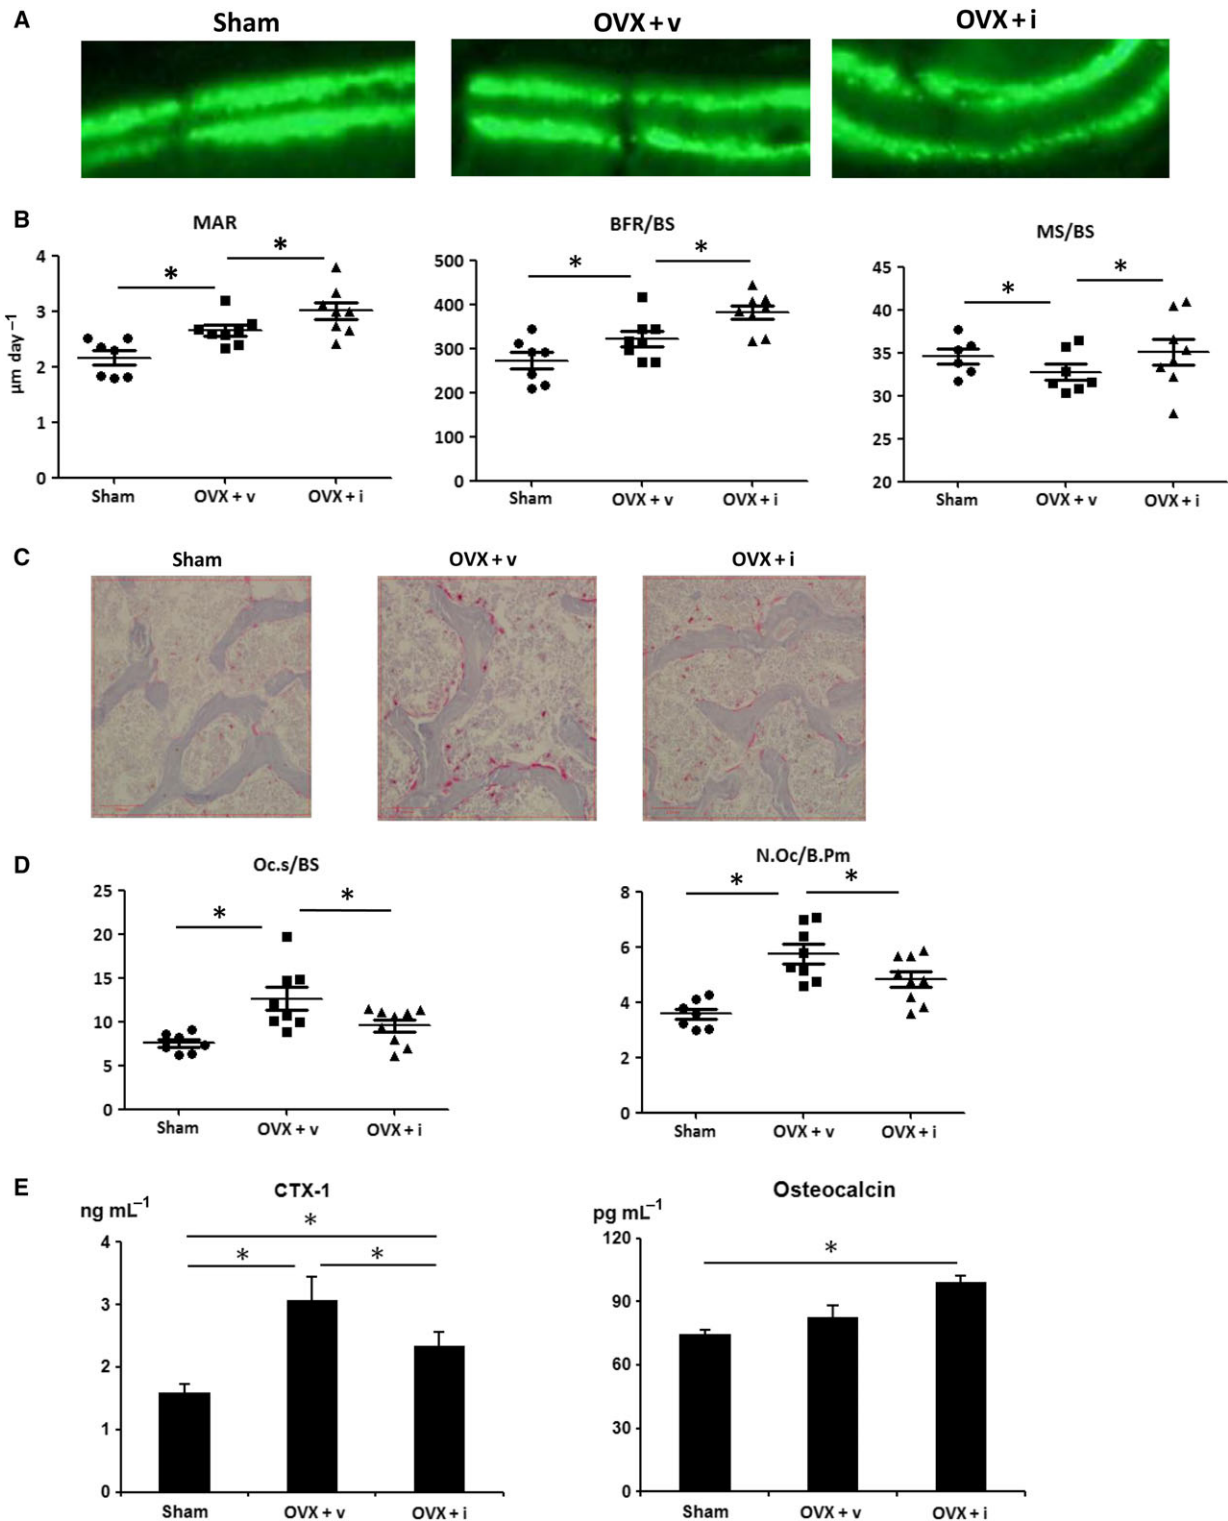 A
Sham
OVX + v
OVX + i
B
MAR
BFR/BS
MS/BS
µm day⁻¹
4
3
2
1
0
*
*
Sham
OVX + v
OVX + i
500
400
300
200
100
0
*
*
Sham
OVX + v
OVX + i
45
40
35
30
25
20
*
*
Sham
OVX + v
OVX + i
C
Sham
OVX + v
OVX + i
D
Oc.s/BS
25
20
15
10
5
0
*
*
Sham
OVX + v
OVX + i
N.Oc/B.Pm
8
6
4
2
0
*
*
Sham
OVX + v
OVX + i
E
CTX-1
ng mL⁻¹
4
3
2
1
0
*
*
*
Sham
OVX + v
OVX + i
Osteocalcin
pg mL⁻¹
120
90
60
30
0
*
Sham
OVX + v
OVX + i